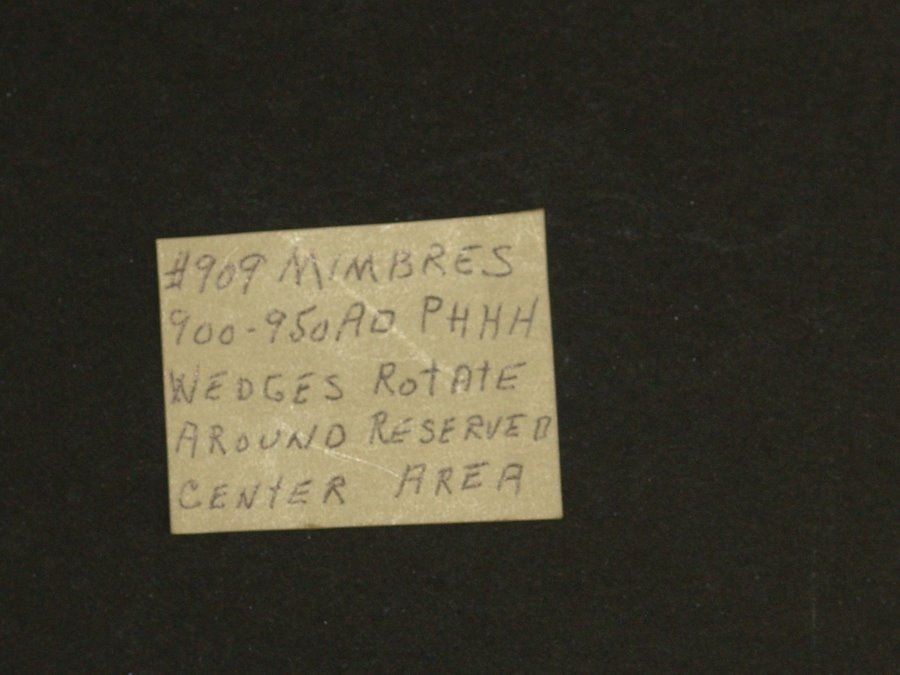 #909 MIMBRES
900-950AD PHHH
WEDGES ROTATE
AROUND RESERVED
CENTER AREA